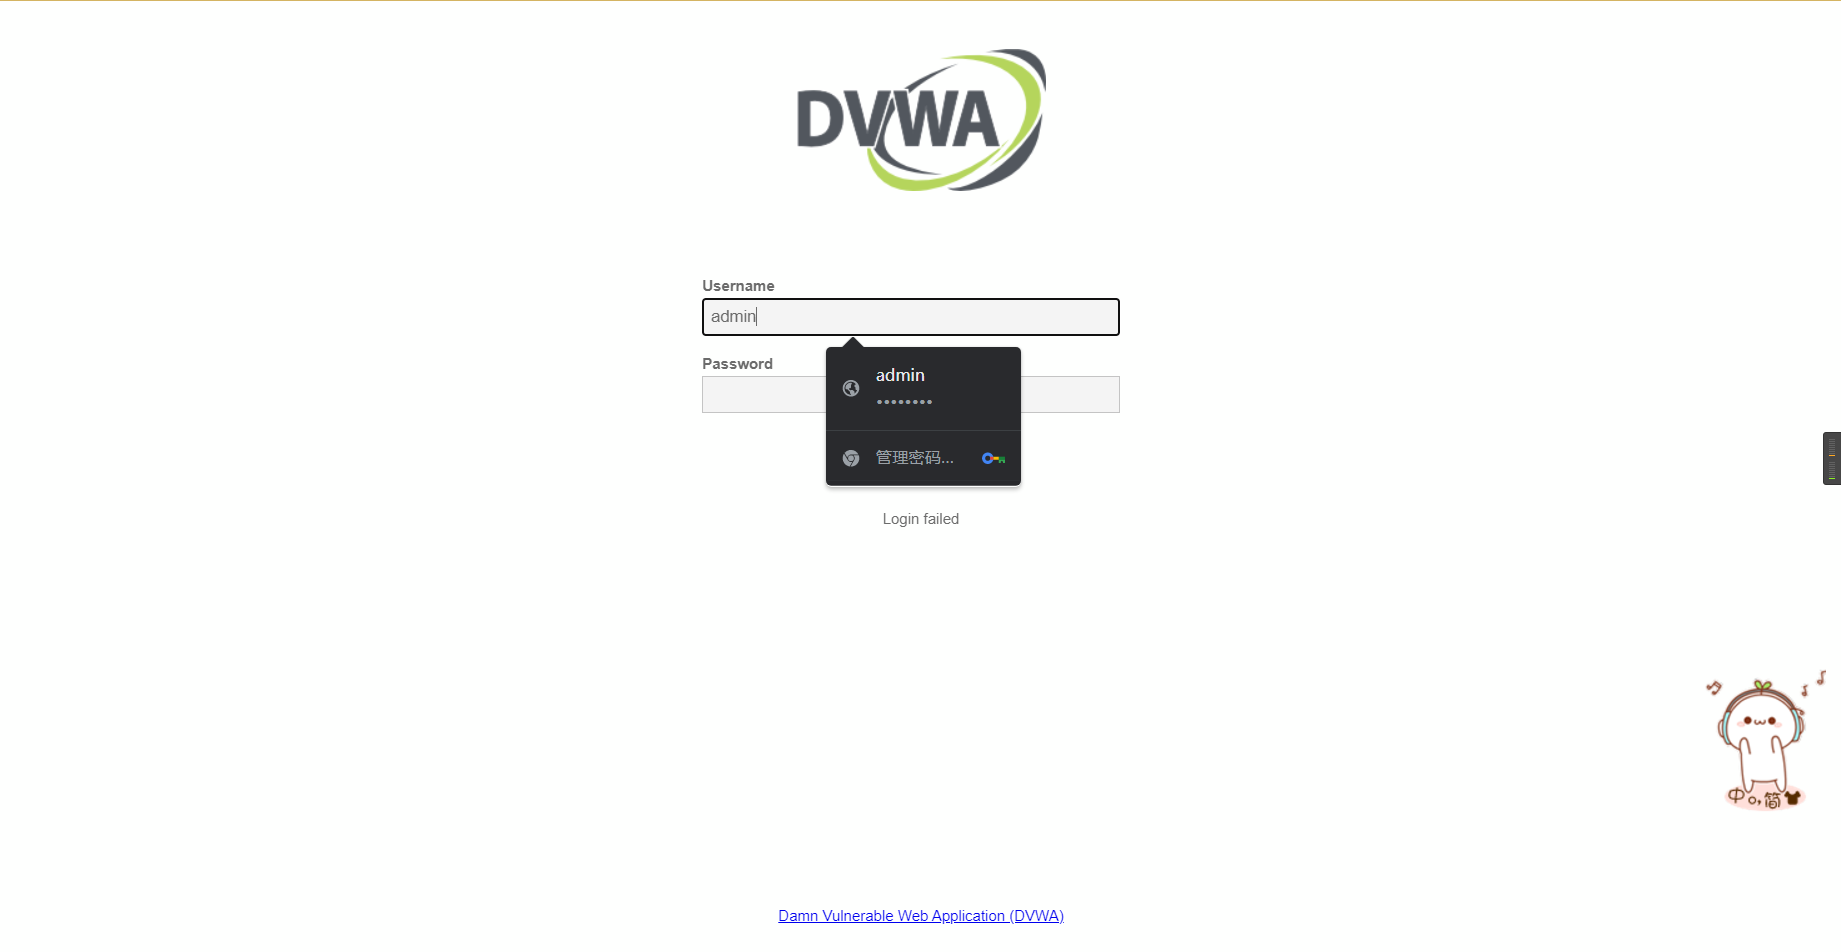 DVWA
Username
admin
Password
admin
••••••••
管理密码...
Login failed
中 简
Damn Vulnerable Web Application (DVWA)